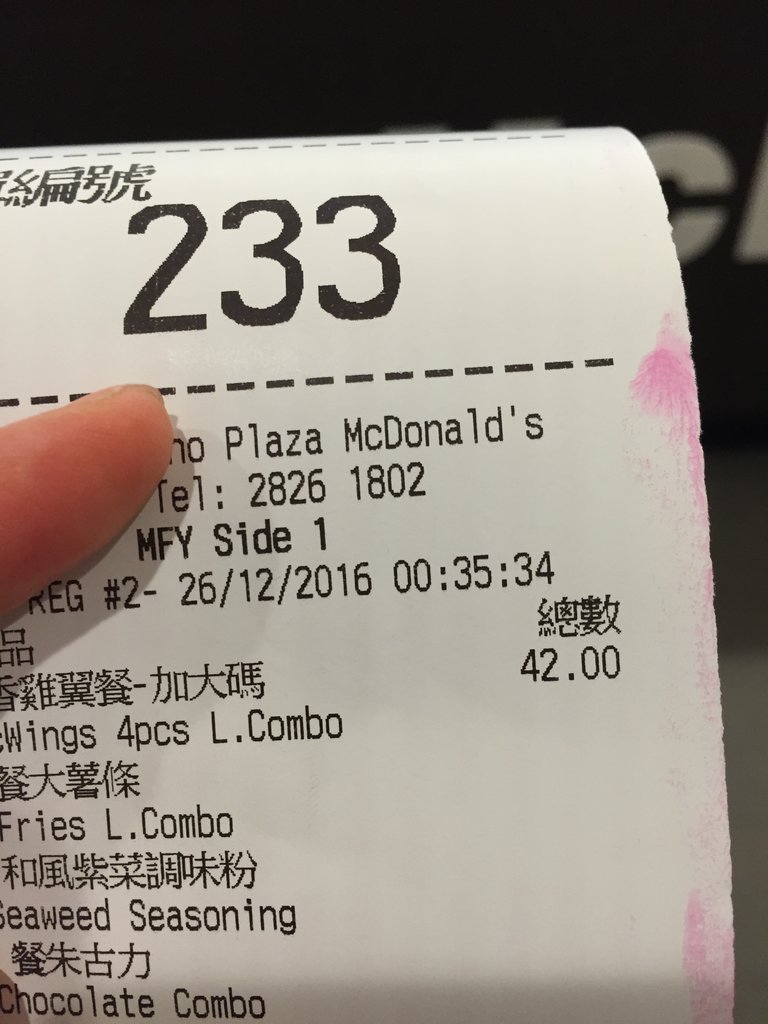 編號
233
Plaza McDonald's
Tel: 2826 1802
MFY Side 1
REG #2- 26/12/2016 00:35:34
總數
品
42.00
香雞翼餐-加大碼
cWings 4pcs L.Combo
餐大薯條
Fries L.Combo
和風紫菜調味粉
Seaweed Seasoning
餐朱古力
Chocolate Combo